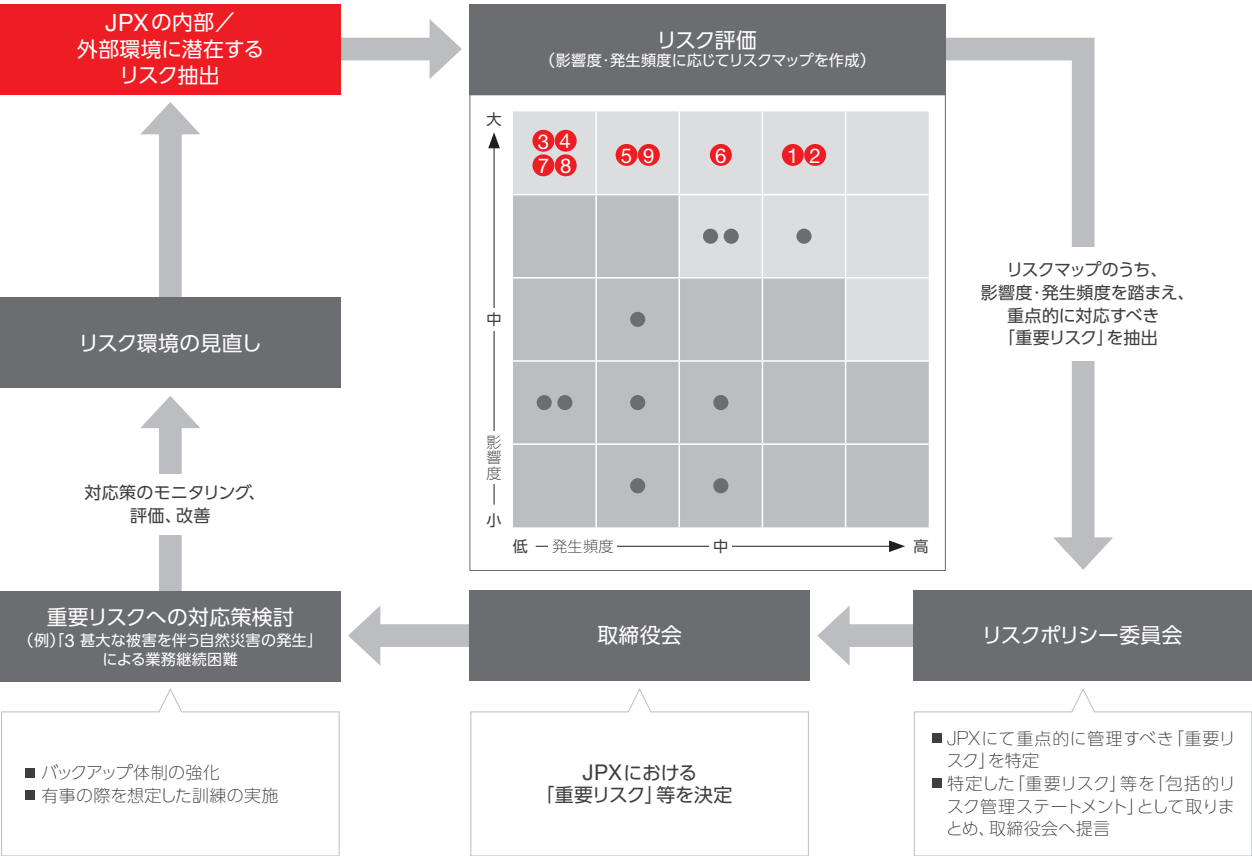 JPXの内部／
外部環境に潜在する
リスク抽出
リスク評価
（影響度・発生頻度に応じてリスクマップを作成）
大
中
影響度
小
3 4
7 8
5 9
6
1 2
低
発生頻度
中
高
リスクマップのうち、
影響度・発生頻度を踏まえ、
重点的に対応すべき
「重要リスク」を抽出
リスクポリシー委員会
■JPXにて重点的に管理すべき「重要リ
スク」を特定
■特定した「重要リスク」等を「包括的リ
スク管理ステートメント」として取りま
とめ、取締役会へ提言
取締役会
JPXにおける
「重要リスク」等を決定
重要リスクへの対応策検討
（例）「3 甚大な被害を伴う自然災害の発生」
による業務継続困難
■バックアップ体制の強化
■有事の際を想定した訓練の実施
対応策のモニタリング、
評価、改善
リスク環境の見直し